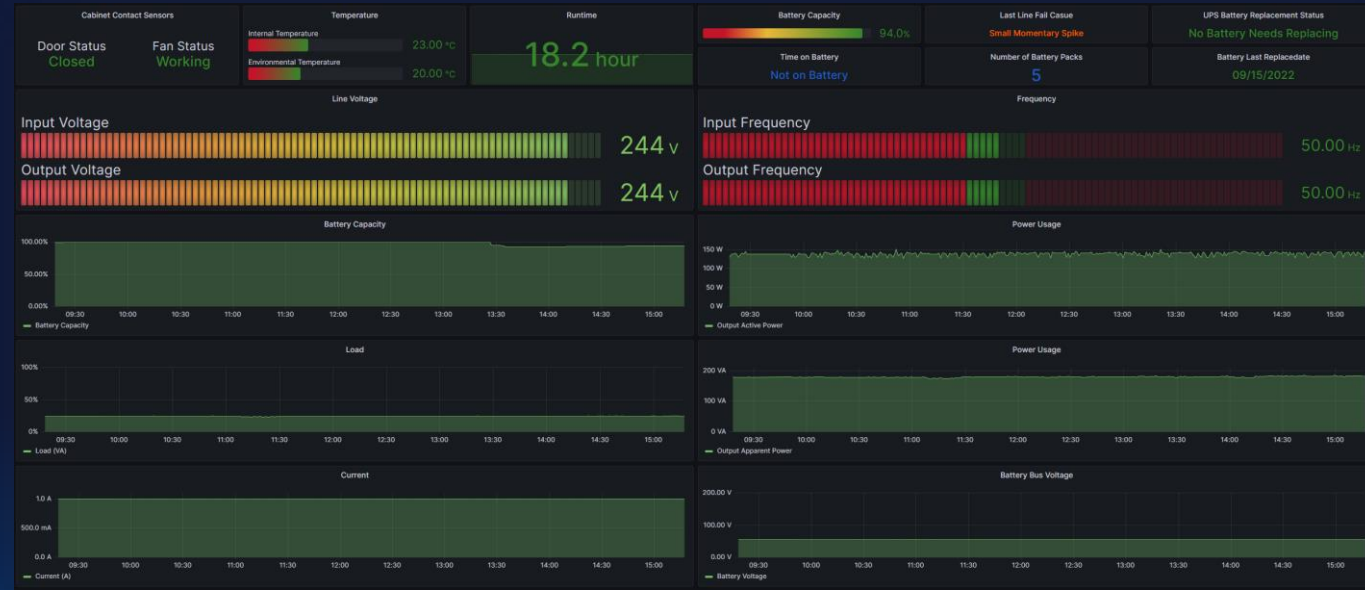 Cabinet Contact Sensors
Door Status
Closed
Fan Status
Working
Temperature
Internal Temperature
23.00 °C
Environmental Temperature
20.00 °C
Runtime
18.2 hour
Battery Capacity
94.0%
Time on Battery
Not on Battery
Last Line Fail Casue
Small Momentary Spike
Number of Battery Packs
5
UPS Battery Replacement Status
No Battery Needs Replacing
Battery Last Replacedate
09/15/2022
Line Voltage
Input Voltage
244 V
Output Voltage
244 V
Frequency
Input Frequency
50.00 Hz
Output Frequency
50.00 Hz
Battery Capacity
100.00%
50.00%
0.00%
09:30 10:00 10:30 11:00 11:30 12:00 12:30 13:00 13:30 14:00 14:30 15:00
Battery Capacity
Power Usage
150 W
100 W
50 W
0 W
09:30 10:00 10:30 11:00 11:30 12:00 12:30 13:00 13:30 14:00 14:30 15:00
Output Active Power
Load
100%
50%
0%
09:30 10:00 10:30 11:00 11:30 12:00 12:30 13:00 13:30 14:00 14:30 15:00
Load (VA)
Power Usage
200 VA
100 VA
0 VA
09:30 10:00 10:30 11:00 11:30 12:00 12:30 13:00 13:30 14:00 14:30 15:00
Output Apparent Power
Current
1.0 A
500.0 mA
0.0 A
09:30 10:00 10:30 11:00 11:30 12:00 12:30 13:00 13:30 14:00 14:30 15:00
Current (A)
Battery Bus Voltage
200.00 V
100.00 V
0.00 V
09:30 10:00 10:30 11:00 11:30 12:00 12:30 13:00 13:30 14:00 14:30 15:00
Battery Voltage